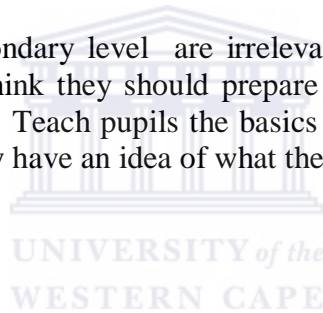 ondary level are irreleva
nink they should prepare
Teach pupils the basics
y have an idea of what the
UNIVERSITY of the
WESTERN CAPE